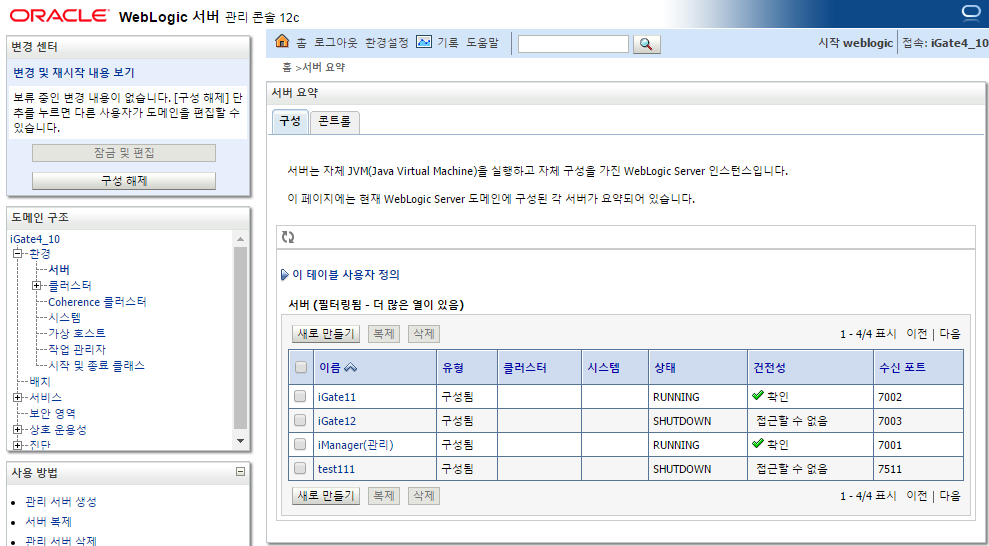 ORACLE WebLogic 서버 관리 콘솔 12c
변경 센터
변경 및 재시작 내용 보기
보류 중인 변경 내용이 없습니다. [구성 해제] 단
추를 누르면 다른 사용자가 도메인을 편집할 수
있습니다.
잠금 및 편집
구성 해제
도메인 구조
iGate4_10
환경
서버
클러스터
Coherence 클러스터
시스템
가상 호스트
작업 관리자
시작 및 종료 클래스
배치
서비스
보안 영역
상호 운용성
진단
사용 방법
관리 서버 생성
서버 복제
관리 서버 삭제
홈 로그아웃 환경설정 기록 도움말
시작 weblogic 접속: iGate4_10
홈 >서버 요약
서버 요약
구성 콘트롤
서버는 자체 JVM(Java Virtual Machine)을 실행하고 자체 구성을 가진 WebLogic Server 인스턴스입니다.
이 페이지에는 현재 WebLogic Server 도메인에 구성된 각 서버가 요약되어 있습니다.
이 테이블 사용자 정의
서버 (필터링됨 - 더 많은 열이 있음)
새로 만들기 복제 삭제 1 - 4/4 표시 이전 | 다음
이름 유형 클러스터 시스템 상태 건전성 수신 포트
iGate11 구성됨 RUNNING 확인 7002
iGate12 구성됨 SHUTDOWN 접근할 수 없음 7003
iManager(관리) 구성됨 RUNNING 확인 7001
test111 구성됨 SHUTDOWN 접근할 수 없음 7511
새로 만들기 복제 삭제 1 - 4/4 표시 이전 | 다음